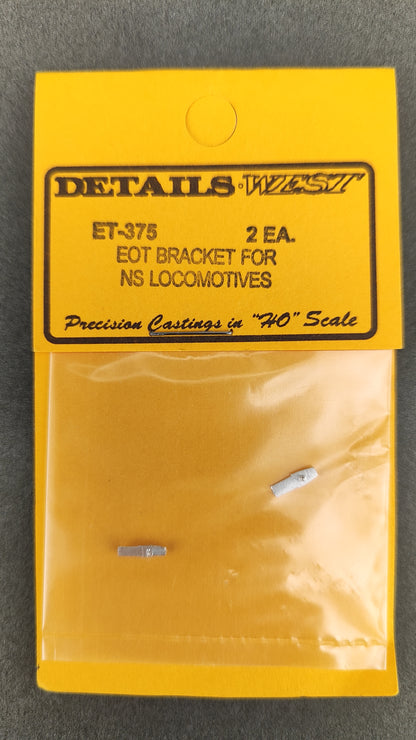 DETAILS WEST
ET-375 2 EA.
EOT BRACKET FOR
NS LOCOMOTIVES
Precision Castings in "HO" Scale